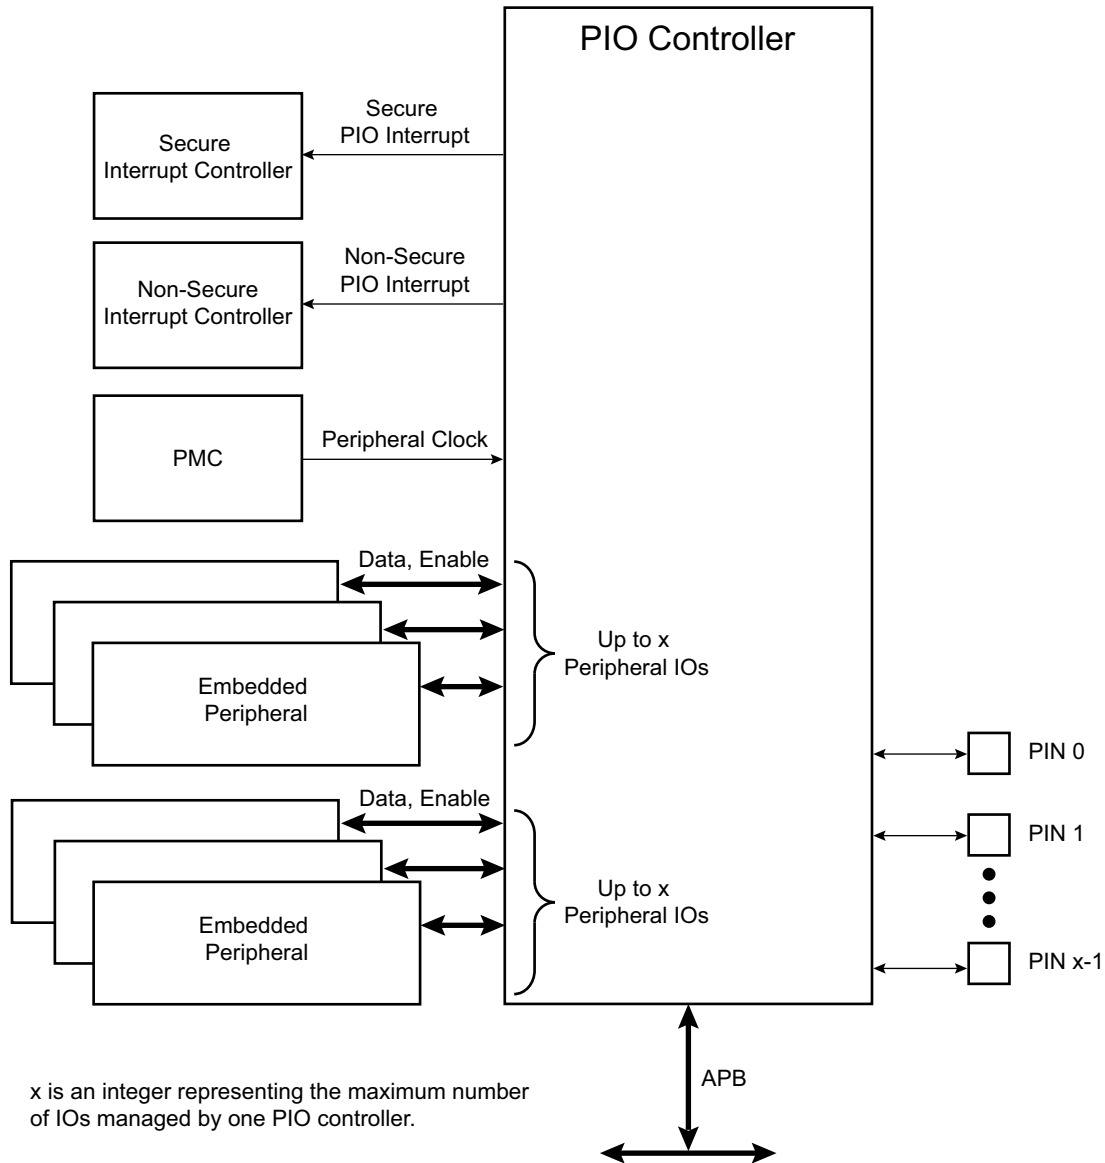 PIO Controller
Secure
PIO Interrupt
Secure
Interrupt Controller
Non-Secure
PIO Interrupt
Non-Secure
Interrupt Controller
Peripheral Clock
PMC
Data, Enable
Up to x
Peripheral IOs
Embedded
Peripheral
PIN 0
Data, Enable
PIN 1
Up to x
Peripheral IOs
Embedded
Peripheral
PIN x-1
APB
x is an integer representing the maximum number
of IOs managed by one PIO controller.